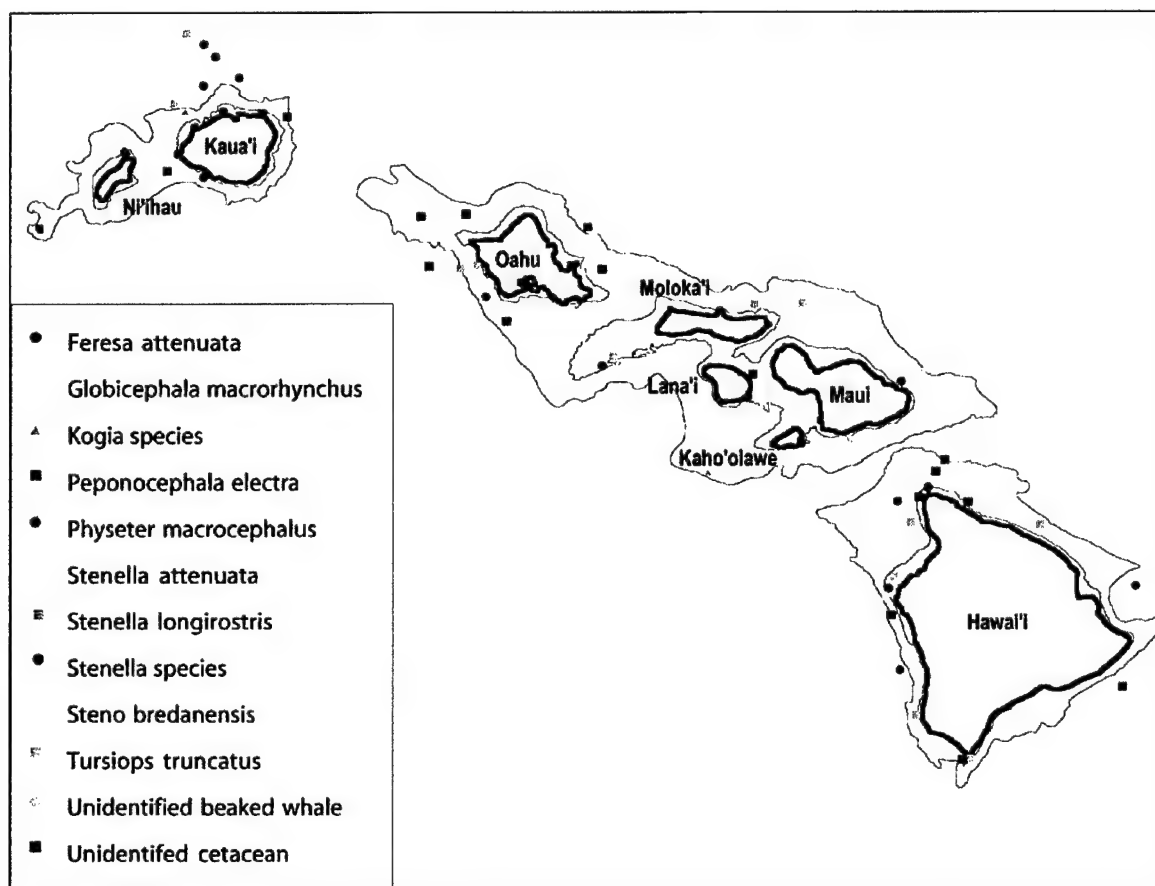 Kaua'i
Ni'ihau
Oahu
Moloka'i
Lana'i
Maui
Kaho'olawe
Hawai'i
Feresa attenuata
Globicephala macrorhynchus
Kogia species
Peponocephala electra
Physeter macrocephalus
Stenella attenuata
Stenella longirostris
Stenella species
Steno bredanensis
Tursiops truncatus
Unidentified beaked whale
Unidentifed cetacean